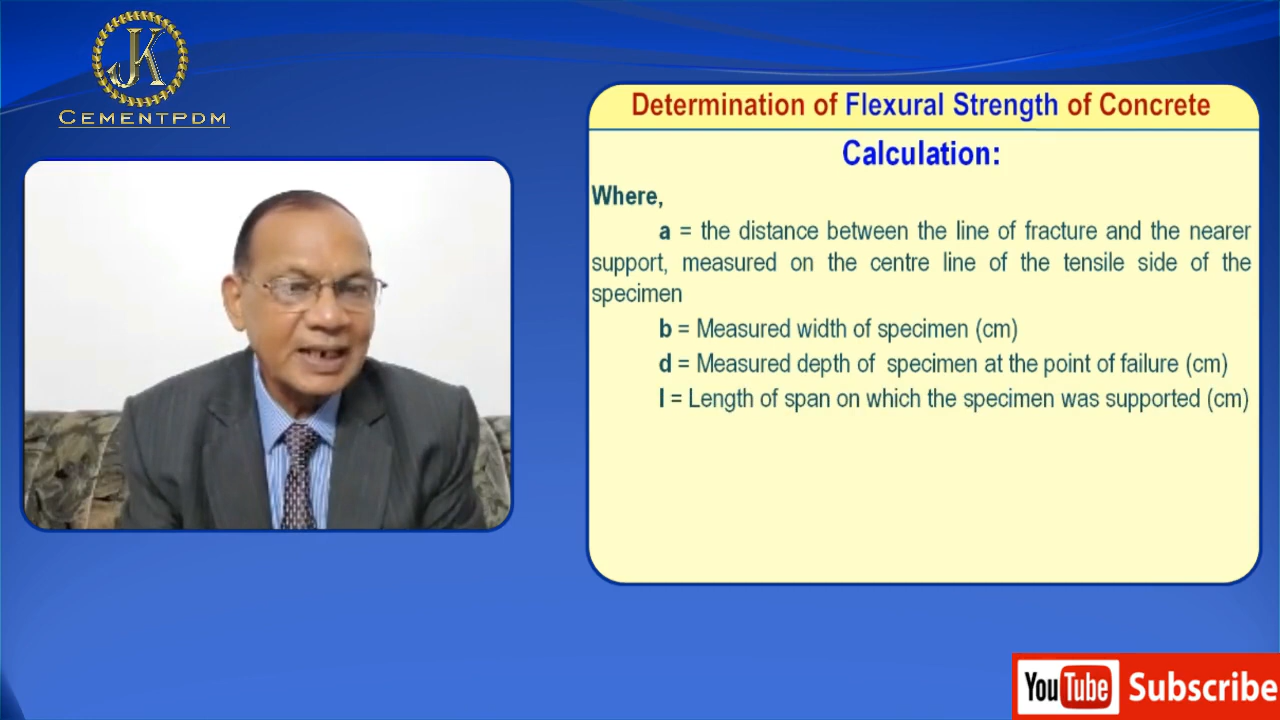 JK
CEMENTPDM
Determination of Flexural Strength of Concrete
Calculation:
Where,
a = the distance between the line of fracture and the nearer
support, measured on the centre line of the tensile side of the
specimen
b = Measured width of specimen (cm)
d = Measured depth of specimen at the point of failure (cm)
l = Length of span on which the specimen was supported (cm)
YouTube Subscribe